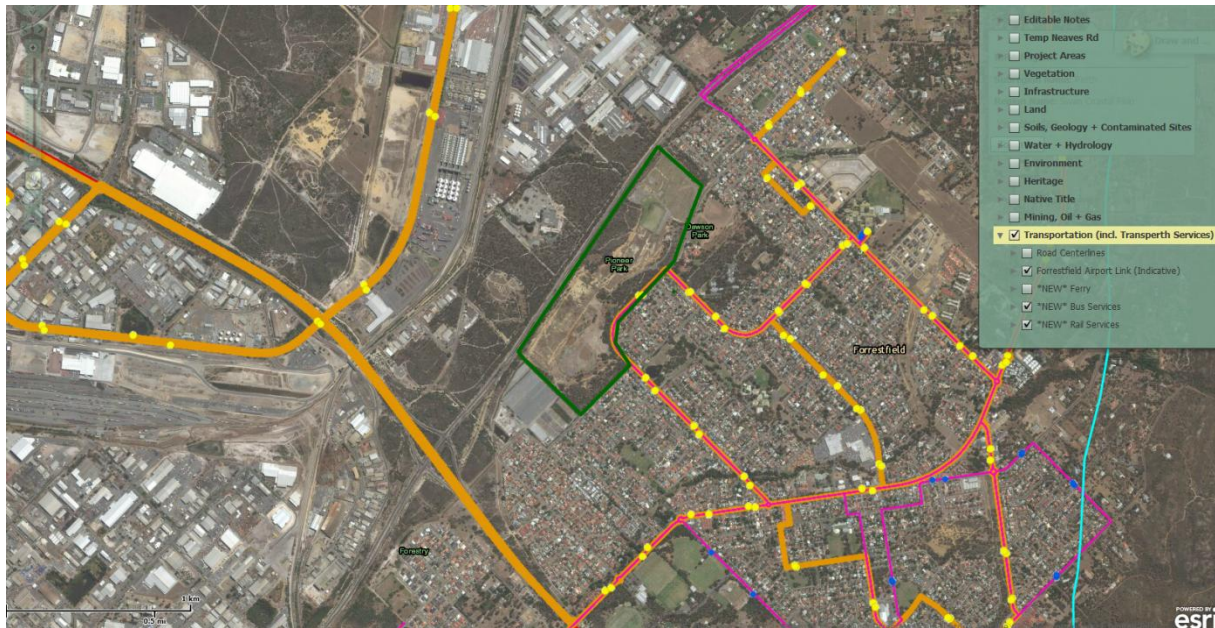 Editable Notes
Temp Neaves Rd
Project Areas
Vegetation
Infrastructure
Land
Soils, Geology + Contaminated Sites
Water + Hydrology
Environment
Heritage
Native Title
Mining, Oil + Gas
Transportation (incl. Transperth Services)
Road Centerlines
Forrestfield Airport Link (Indicative)
*NEW* Ferry
*NEW* Bus Services
*NEW* Rail Services
Dawson
Park
Pioneer
Park
Forrestfield
Forestry
1 km
0.5 mi
POWERED BY
esri